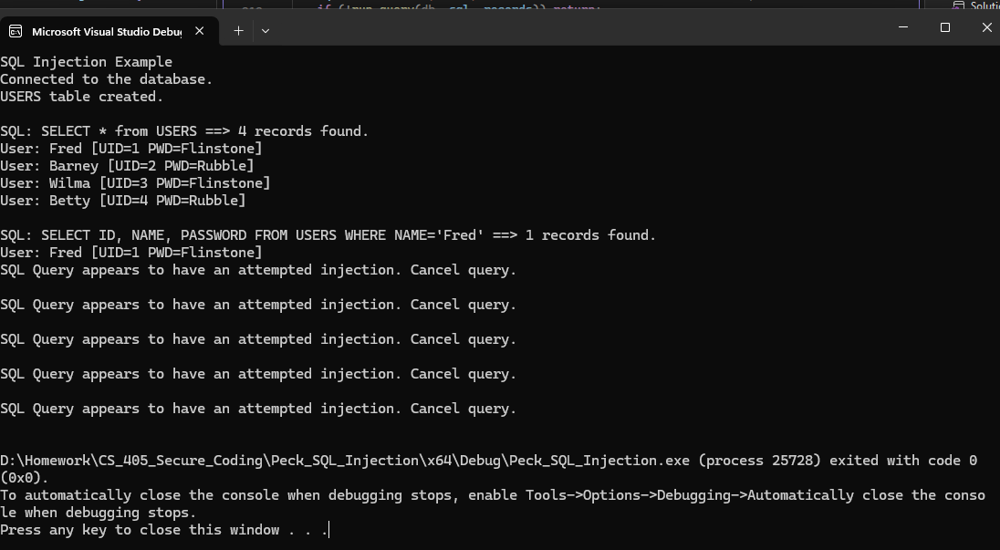 if (!run_query(db, sql, records)) return;
Microsoft Visual Studio Debug
SQL Injection Example
Connected to the database.
USERS table created.
SQL: SELECT * from USERS ==> 4 records found.
User: Fred [UID=1 PWD=Flinstone]
User: Barney [UID=2 PWD=Rubble]
User: Wilma [UID=3 PWD=Flinstone]
User: Betty [UID=4 PWD=Rubble]
SQL: SELECT ID, NAME, PASSWORD FROM USERS WHERE NAME='Fred' ==> 1 records found.
User: Fred [UID=1 PWD=Flinstone]
SQL Query appears to have an attempted injection. Cancel query.
SQL Query appears to have an attempted injection. Cancel query.
SQL Query appears to have an attempted injection. Cancel query.
SQL Query appears to have an attempted injection. Cancel query.
SQL Query appears to have an attempted injection. Cancel query.
D:\Homework\CS_405_Secure_Coding\Peck_SQL_Injection\x64\Debug\Peck_SQL_Injection.exe (process 25728) exited with code 0
(0x0).
To automatically close the console when debugging stops, enable Tools->Options->Debugging->Automatically close the conso
le when debugging stops.
Press any key to close this window . . .